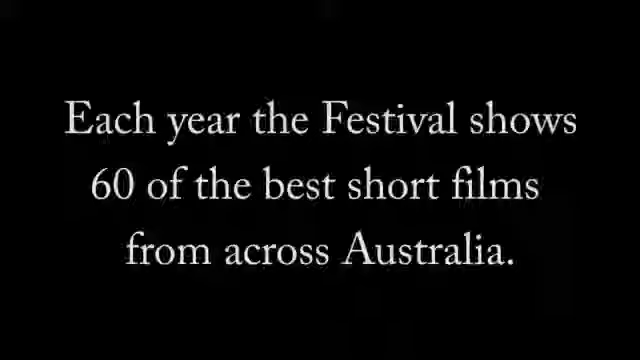 Each year the Festival shows
60 of the best short films
from across Australia.